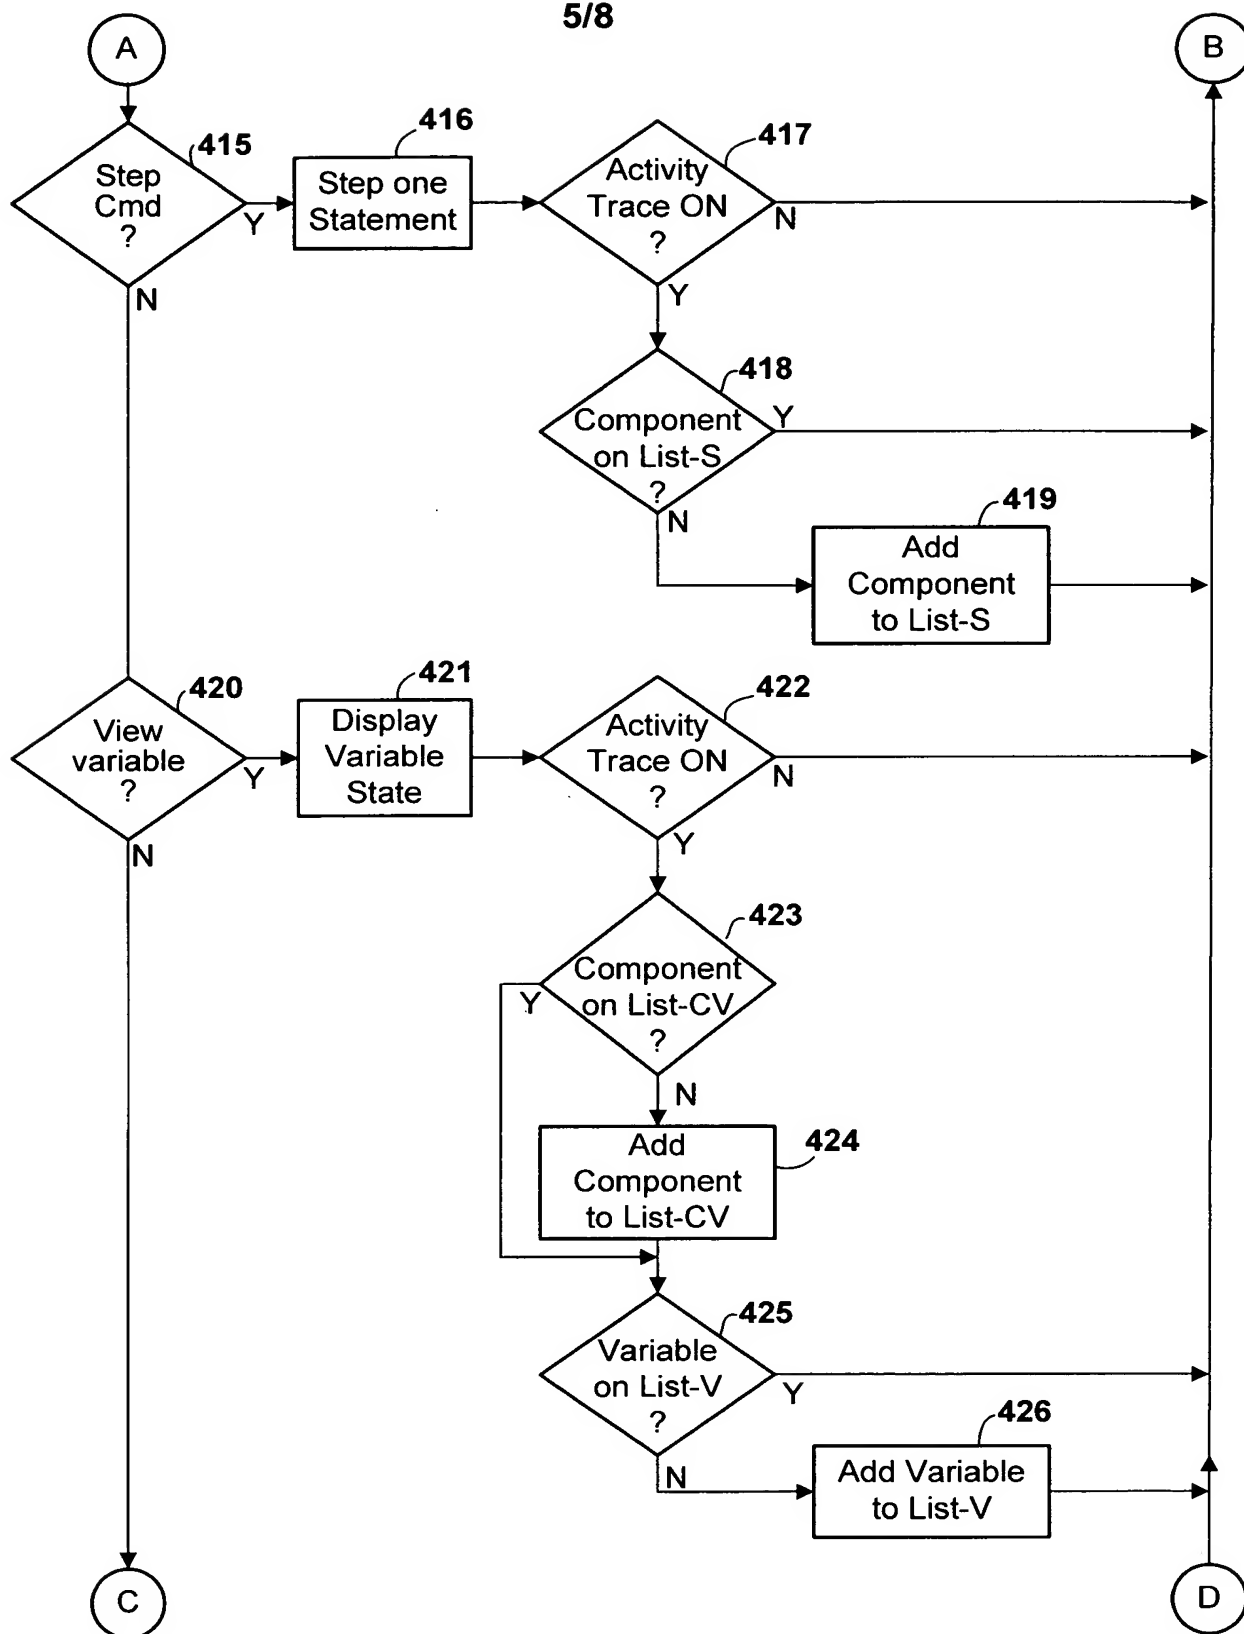 5/8
A
B
415
Step
Cmd
?
Y
N
416
Step one
Statement
417
Activity
Trace ON
?
N
Y
418
Component
on List-S
?
Y
N
419
Add
Component
to List-S
420
View
variable
?
Y
N
421
Display
Variable
State
422
Activity
Trace ON
?
N
Y
423
Component
on List-CV
?
Y
N
424
Add
Component
to List-CV
425
Variable
on List-V
?
Y
N
426
Add Variable
to List-V
C
D